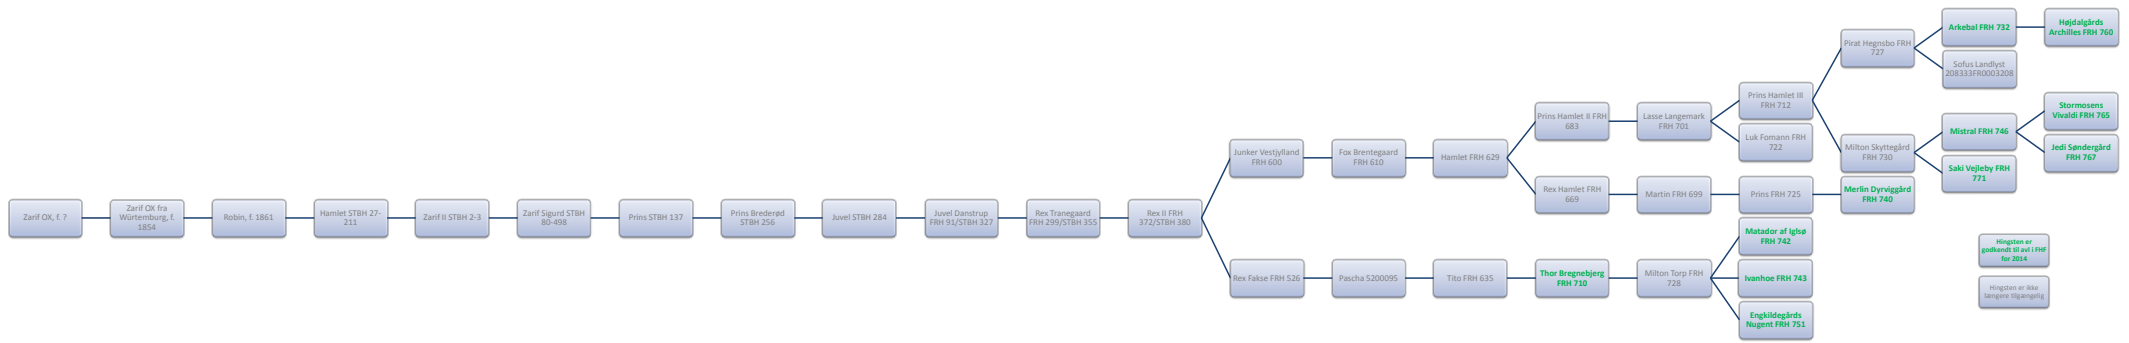 Zarif OX, f. ?
Zarif OX fra
Würtemburg, f.
1854
Robin, f. 1861
Hamlet STBH 27-
211
Zarif II STBH 2-3
Zarif Sigurd STBH
80-498
Prins STBH 137
Prins Brederød
STBH 256
Juvel STBH 284
Juvel Danstrup
FRH 91/STBH 327
Rex Tranegaard
FRH 299/STBH 355
Rex II FRH
372/STBH 380
Junker Vestjylland
FRH 600
Fox Brentegaard
FRH 610
Hamlet FRH 629
Prins Hamlet II FRH
683
Lasse Langemark
FRH 701
Prins Hamlet III
FRH 712
Pirat Hegnsbo FRH
727
Arkebal FRH 732
Højdalgårds
Archilles FRH 760
Sofus Landlyst
208333FR0003208
Milton Skyttegård
FRH 730
Mistral FRH 746
Stormosens
Vivaldi FRH 765
Jedi Søndergård
FRH 767
Saki Vejleby FRH
771
Luk Fomann FRH
722
Rex Hamlet FRH
669
Martin FRH 699
Prins FRH 725
Merlin Dyrviggård
FRH 740
Rex Fakse FRH 526
Pascha S200095
Tito FRH 635
Thor Bregnebjerg
FRH 710
Milton Torp FRH
728
Matador af Iglsø
FRH 742
Ivanhoe FRH 743
Engkildegårds
Nugent FRH 751
Hingsten er
godkendt til avl i FHF
for 2014
Hingsten er ikke
længere tilgængelig